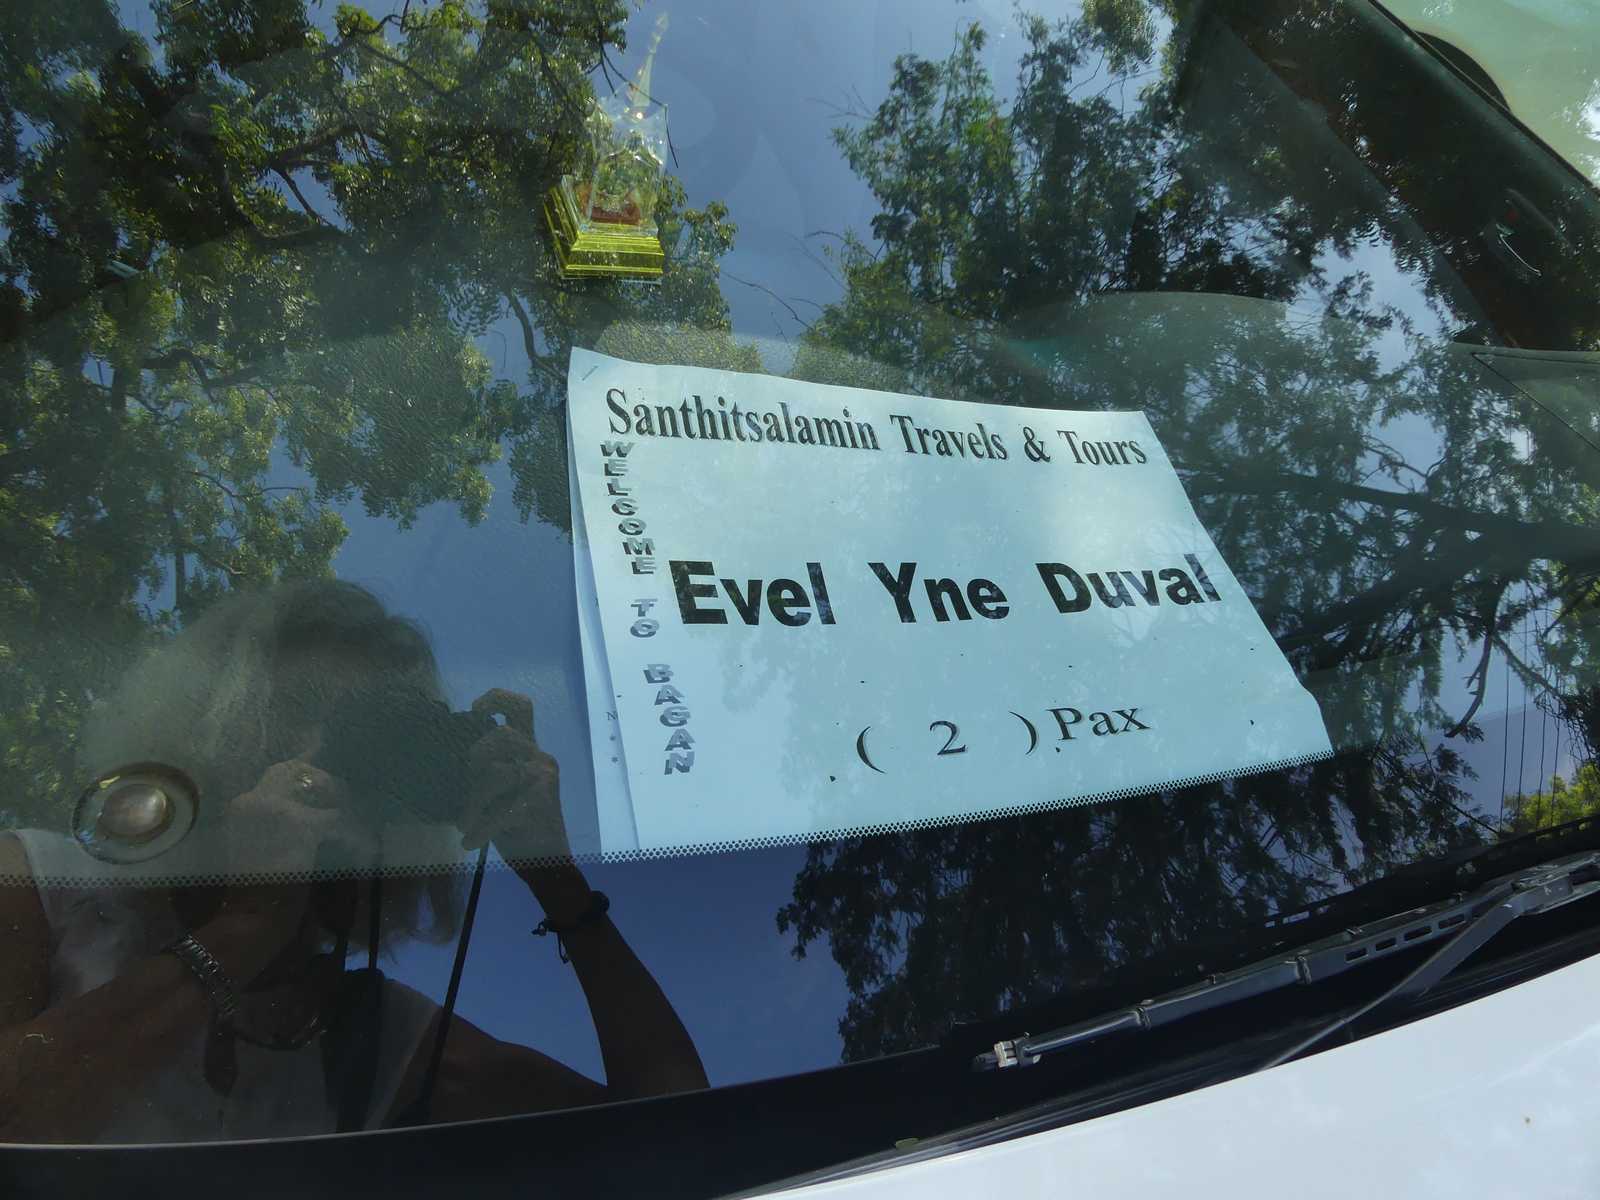 Santhitsalamin Travels & Tours
WELCOME TO BAGAN
Evel Yne Duval
( 2 ) Pax
N